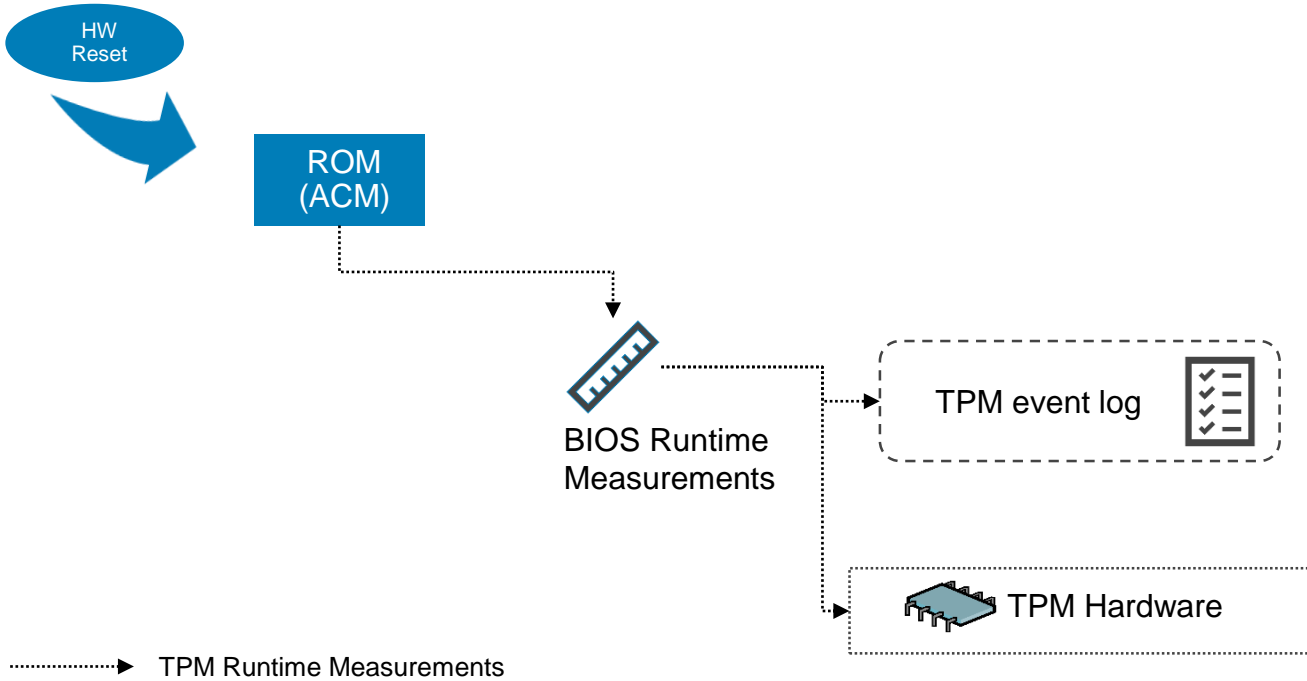 HW
Reset
ROM
(ACM)
BIOS Runtime
Measurements
TPM event log
TPM Hardware
TPM Runtime Measurements